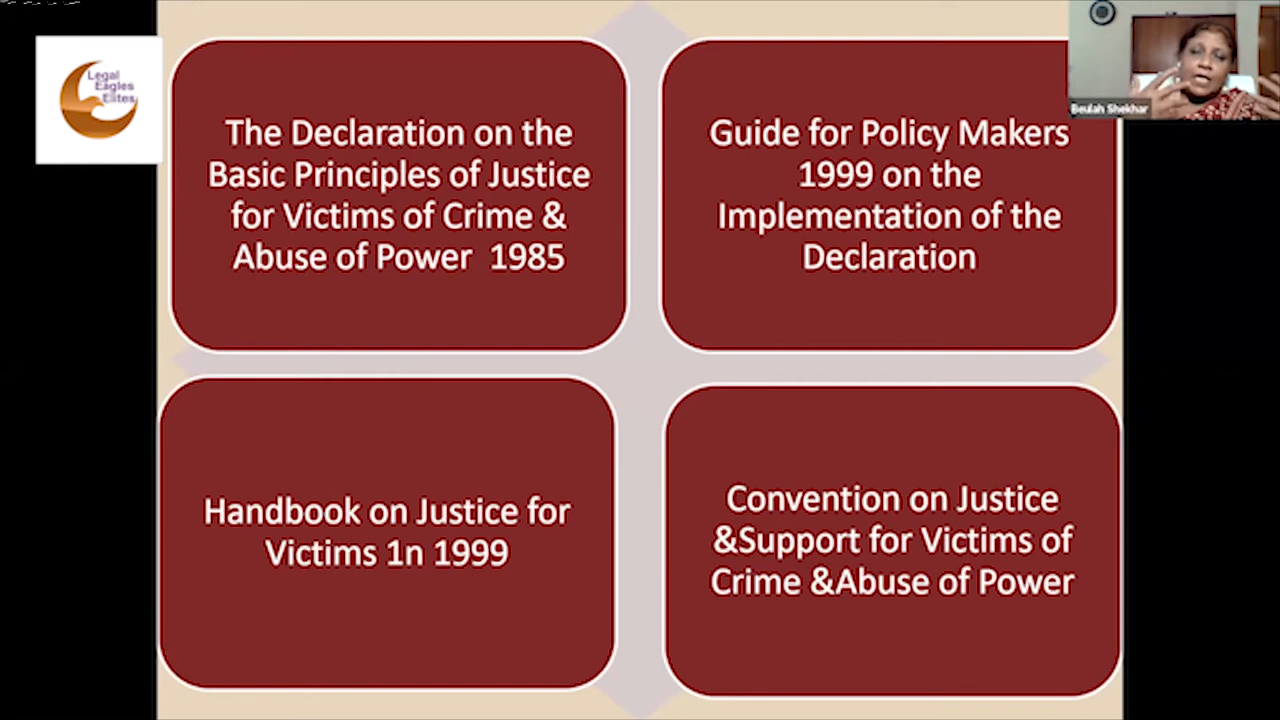 Legal
Eagles
Elites
The Declaration on the
Basic Principles of Justice
for Victims of Crime &
Abuse of Power 1985
Guide for Policy Makers
1999 on the
Implementation of the
Declaration
Beulah Shekhar
Handbook on Justice for
Victims 1n 1999
Convention on Justice
&Support for Victims of
Crime &Abuse of Power